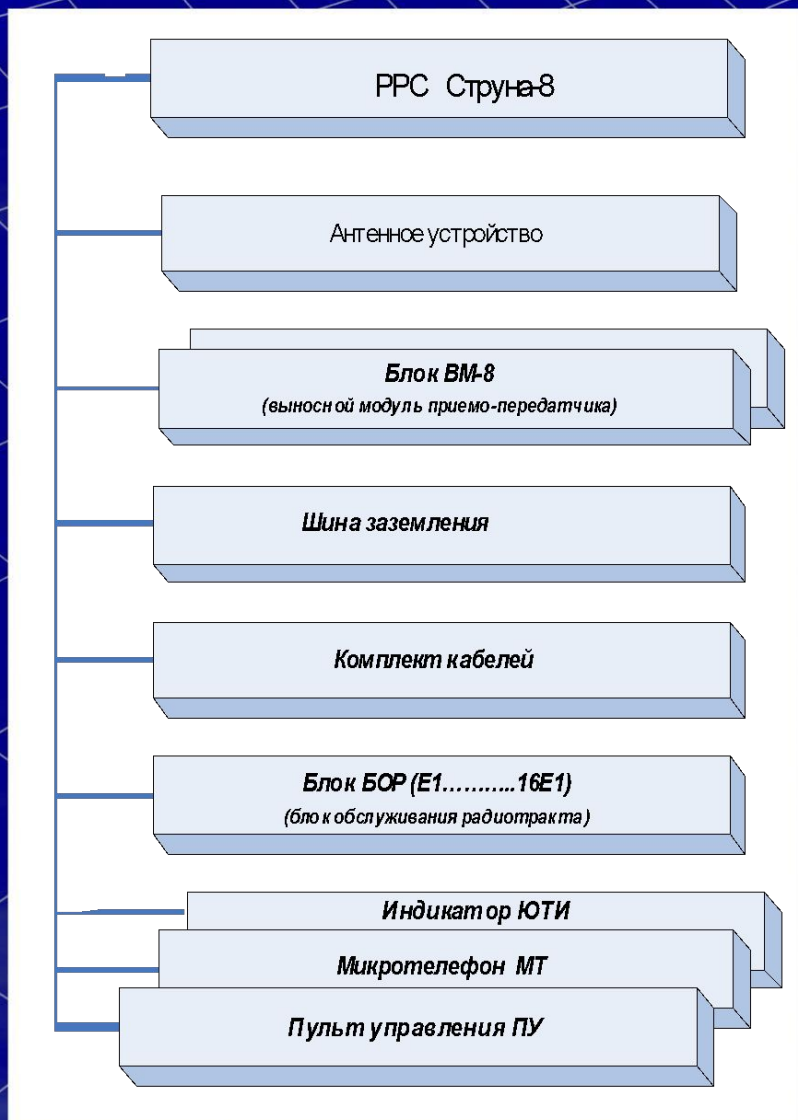 РРС Струна-8
Антенное устройство
Блок ВМ-8
(выносной модуль приемо-передатчика)
Шина заземления
Комплект кабелей
Блок БОР (Е1………..16Е1)
(блок обслуживания радиотракта)
Индикатор ЮТИ
Микротелефон МТ
Пульт управления ПУ